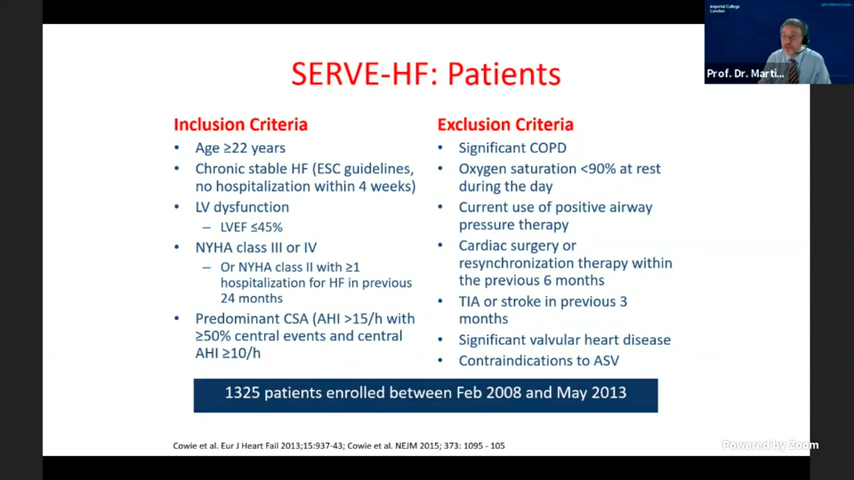 Imperial College
London
Prof. Dr. Marti...
SERVE-HF: Patients
Inclusion Criteria
• Age ≥22 years
• Chronic stable HF (ESC guidelines,
no hospitalization within 4 weeks)
• LV dysfunction
– LVEF ≤45%
• NYHA class III or IV
– Or NYHA class II with ≥1
hospitalization for HF in previous
24 months
• Predominant CSA (AHI >15/h with
≥50% central events and central
AHI ≥10/h
Exclusion Criteria
• Significant COPD
• Oxygen saturation <90% at rest
during the day
• Current use of positive airway
pressure therapy
• Cardiac surgery or
resynchronization therapy within
the previous 6 months
• TIA or stroke in previous 3
months
• Significant valvular heart disease
• Contraindications to ASV
1325 patients enrolled between Feb 2008 and May 2013
Cowie et al. Eur J Heart Fail 2013;15:937-43; Cowie et al. NEJM 2015; 373: 1095 - 105
Powered by Zoom